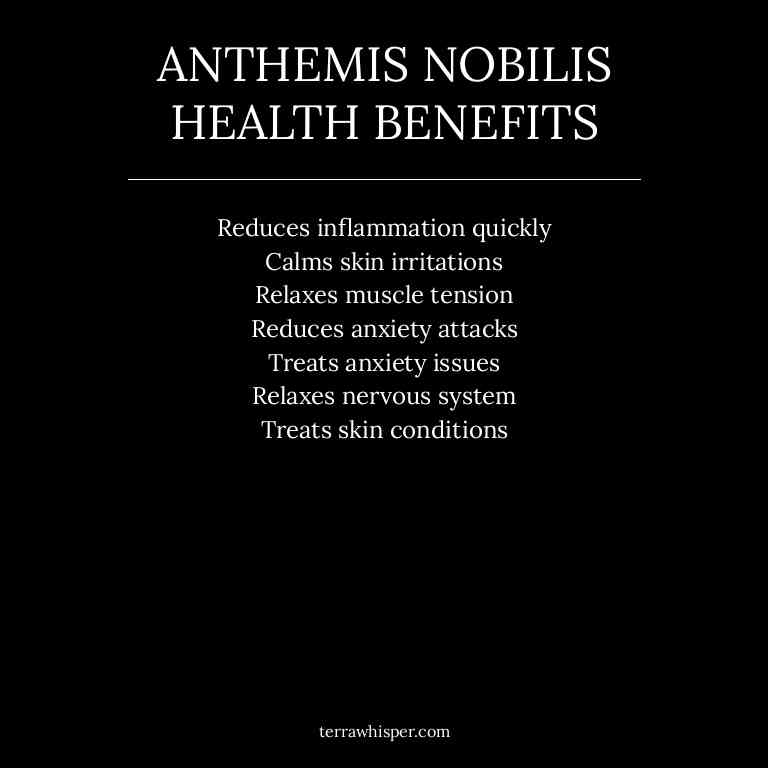 ANTHEMIS NOBILIS
HEALTH BENEFITS
Reduces inflammation quickly
Calms skin irritations
Relaxes muscle tension
Reduces anxiety attacks
Treats anxiety issues
Relaxes nervous system
Treats skin conditions
terrawhisper.com